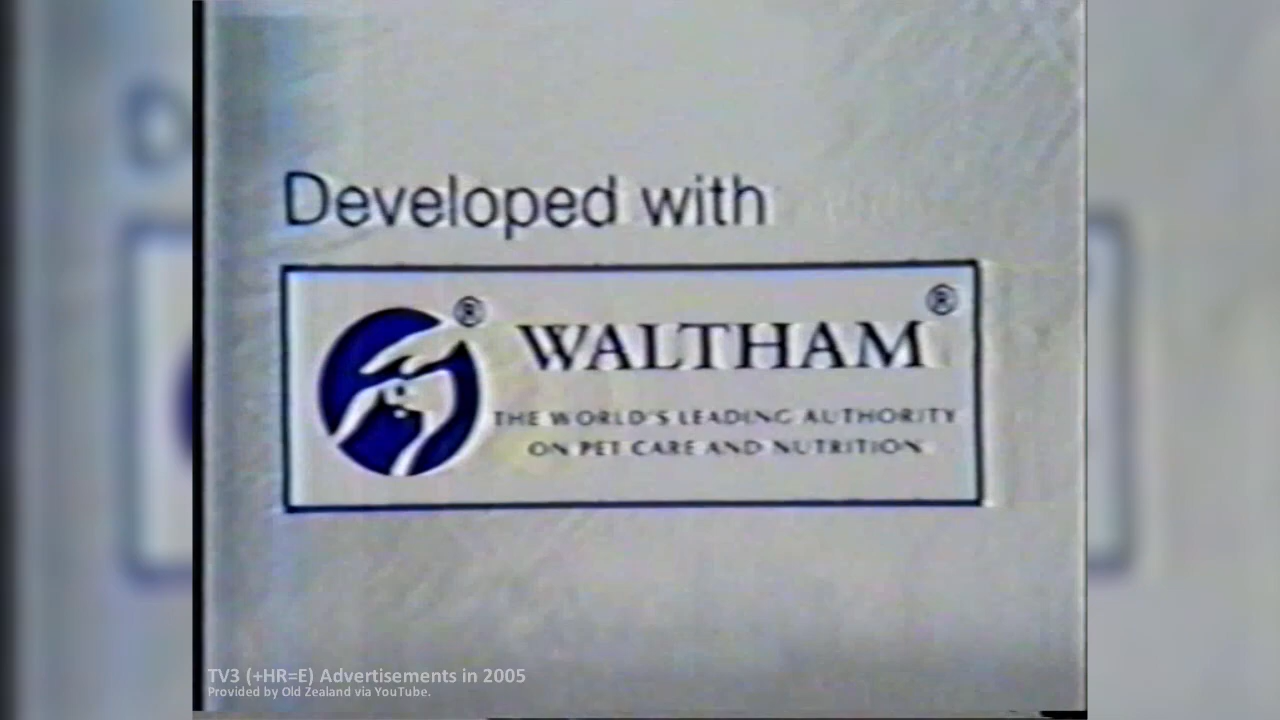 Developed with
®
WALTHAM®
THE WORLD'S LEADING AUTHORITY
ON PET CARE AND NUTRITION
TV3 (+HR=E) Advertisements in 2005
Provided by Old Zealand via YouTube.